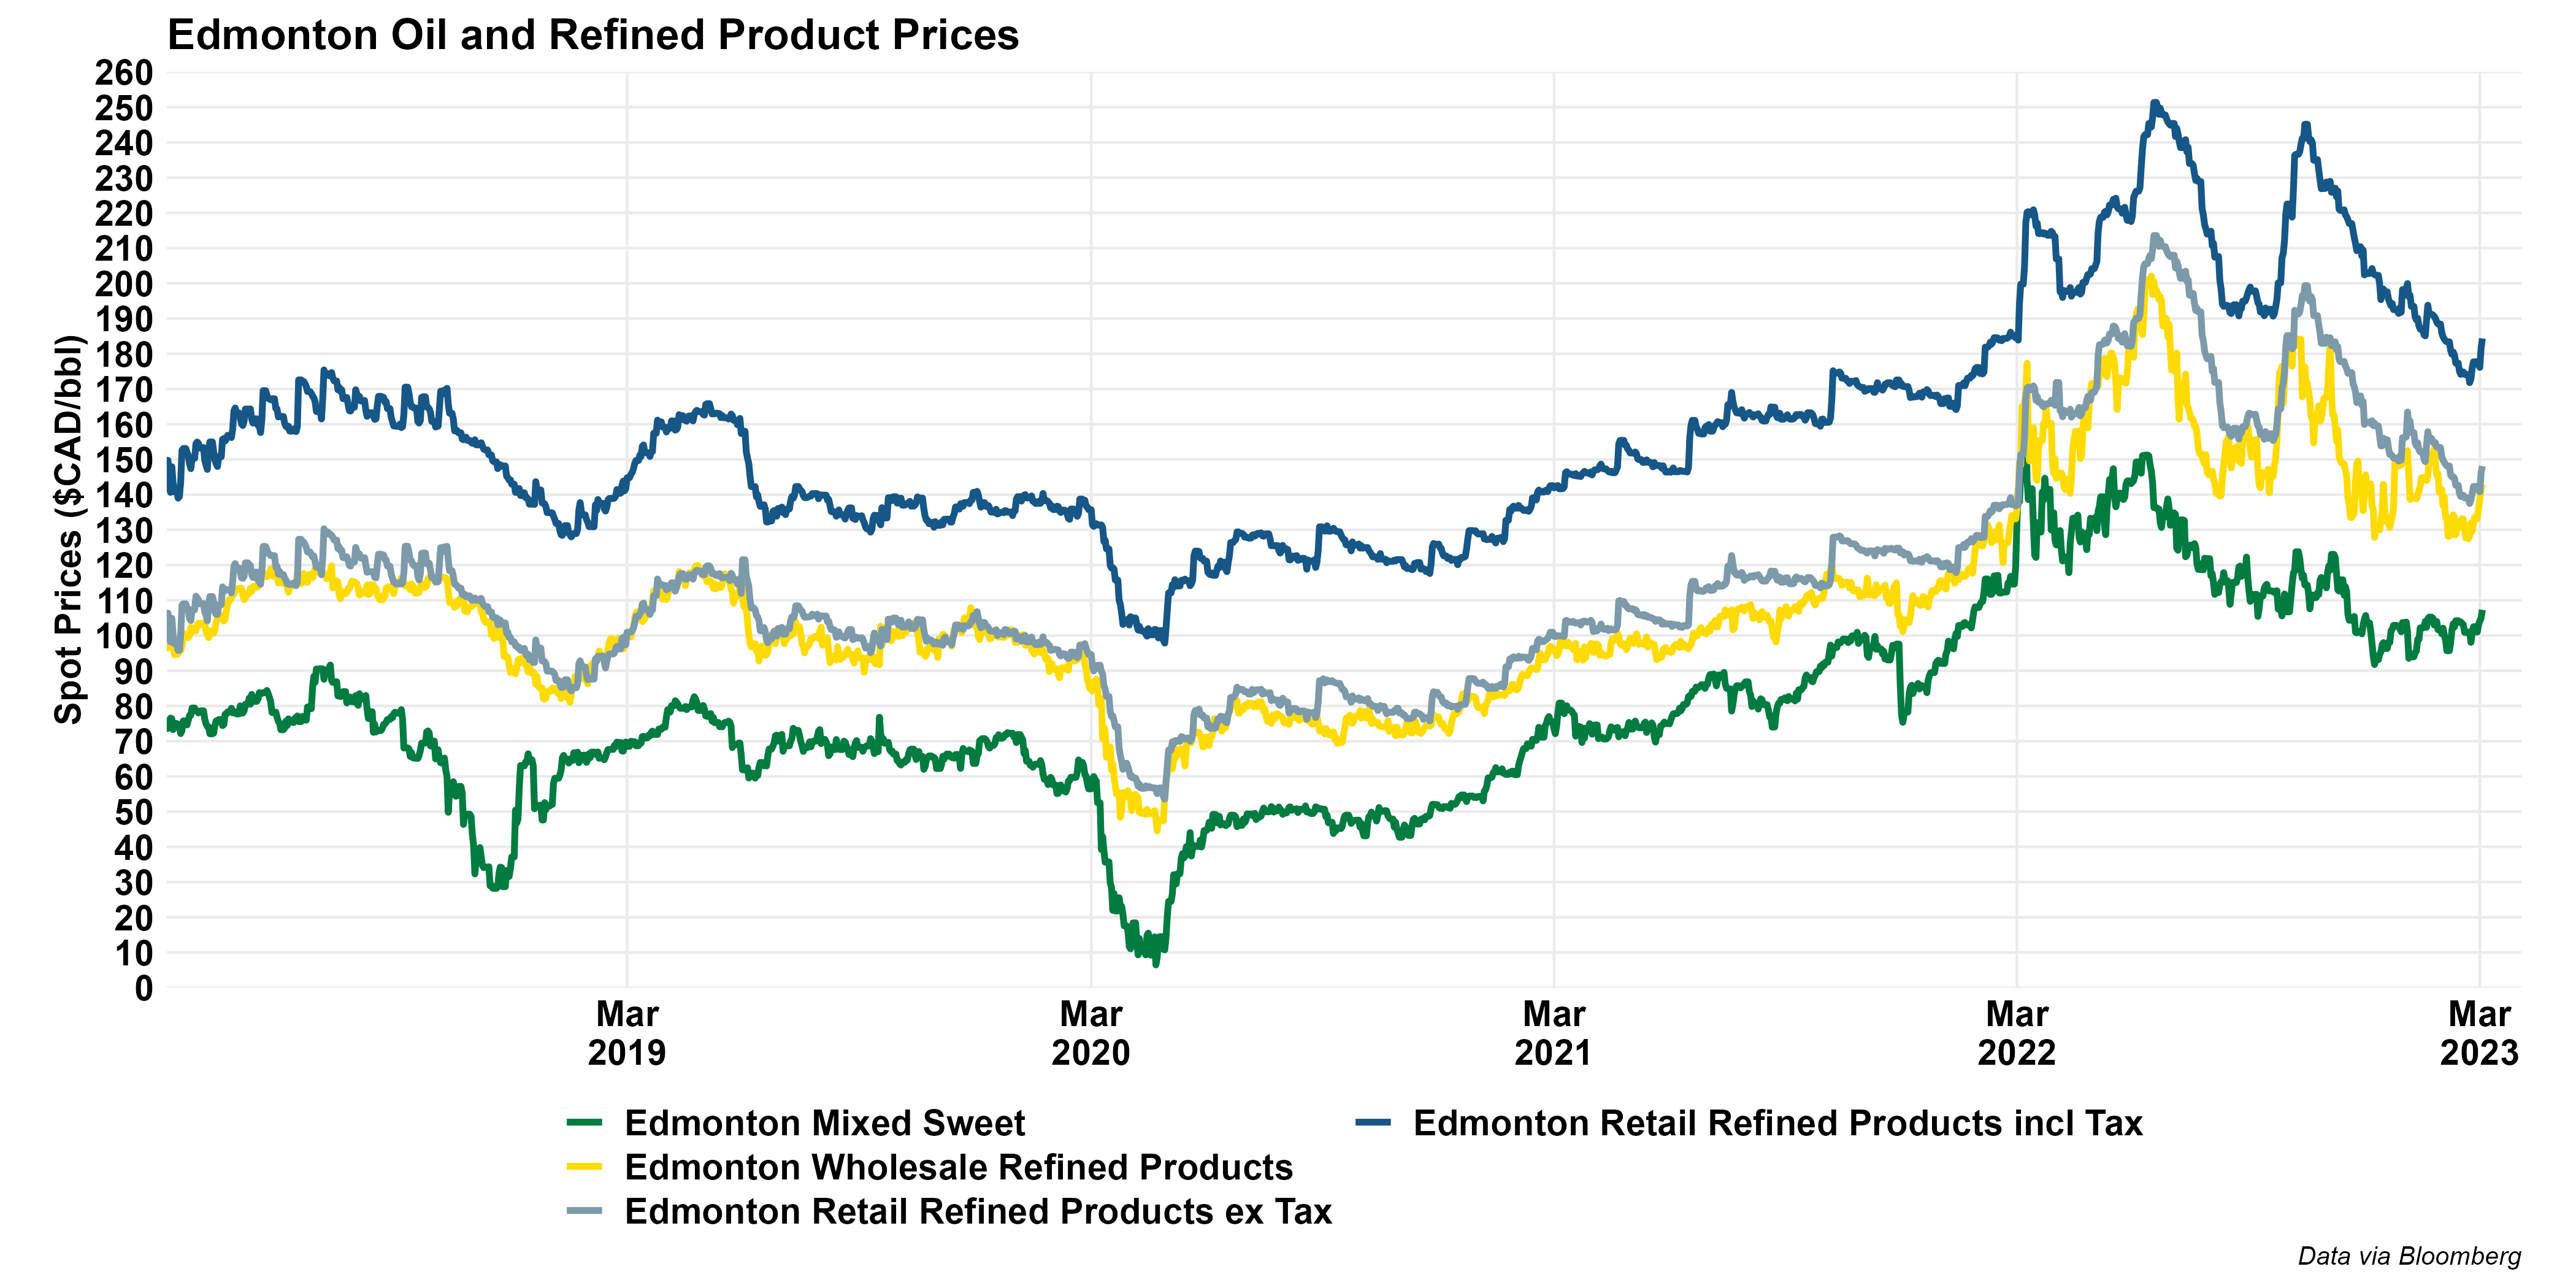 Edmonton Oil and Refined Product Prices
Spot Prices ($CAD/bbl)
260
250
240
230
220
210
200
190
180
170
160
150
140
130
120
110
100
90
80
70
60
50
40
30
20
10
0
Mar 2019
Mar 2020
Mar 2021
Mar 2022
Mar 2023
Edmonton Mixed Sweet
Edmonton Wholesale Refined Products
Edmonton Retail Refined Products ex Tax
Edmonton Retail Refined Products incl Tax
Data via Bloomberg